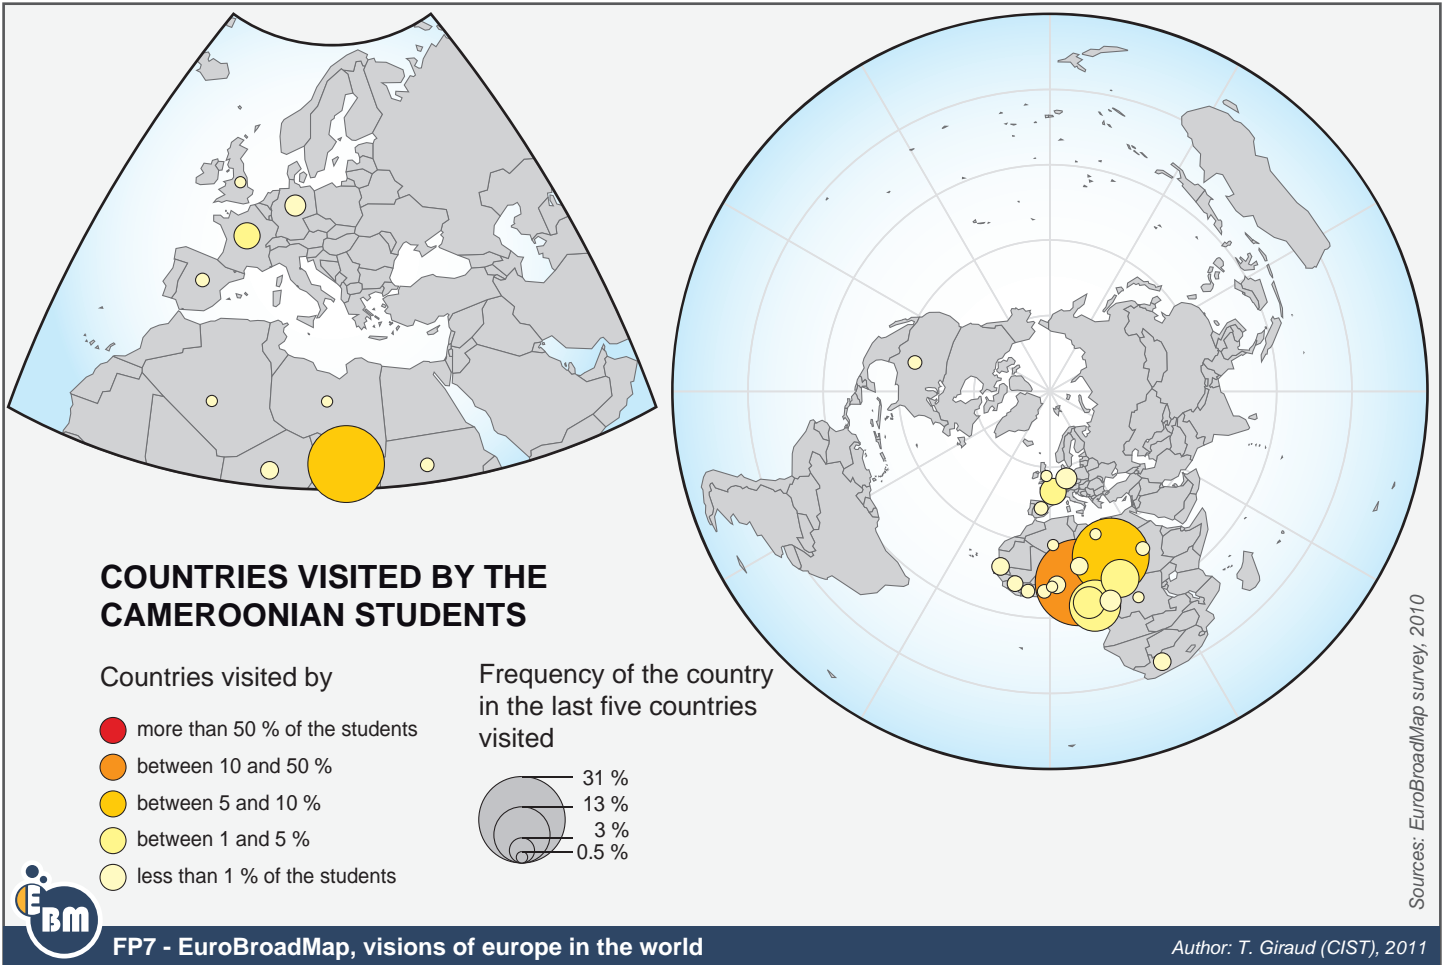 COUNTRIES VISITED BY THE
CAMEROONIAN STUDENTS
Countries visited by
more than 50 % of the students
between 10 and 50 %
between 5 and 10 %
between 1 and 5 %
less than 1 % of the students
Frequency of the country
in the last five countries
visited
31 %
13 %
3 %
0.5 %
Sources: EuroBroadMap survey, 2010
EBM
FP7 - EuroBroadMap, visions of europe in the world
Author: T. Giraud (CIST), 2011